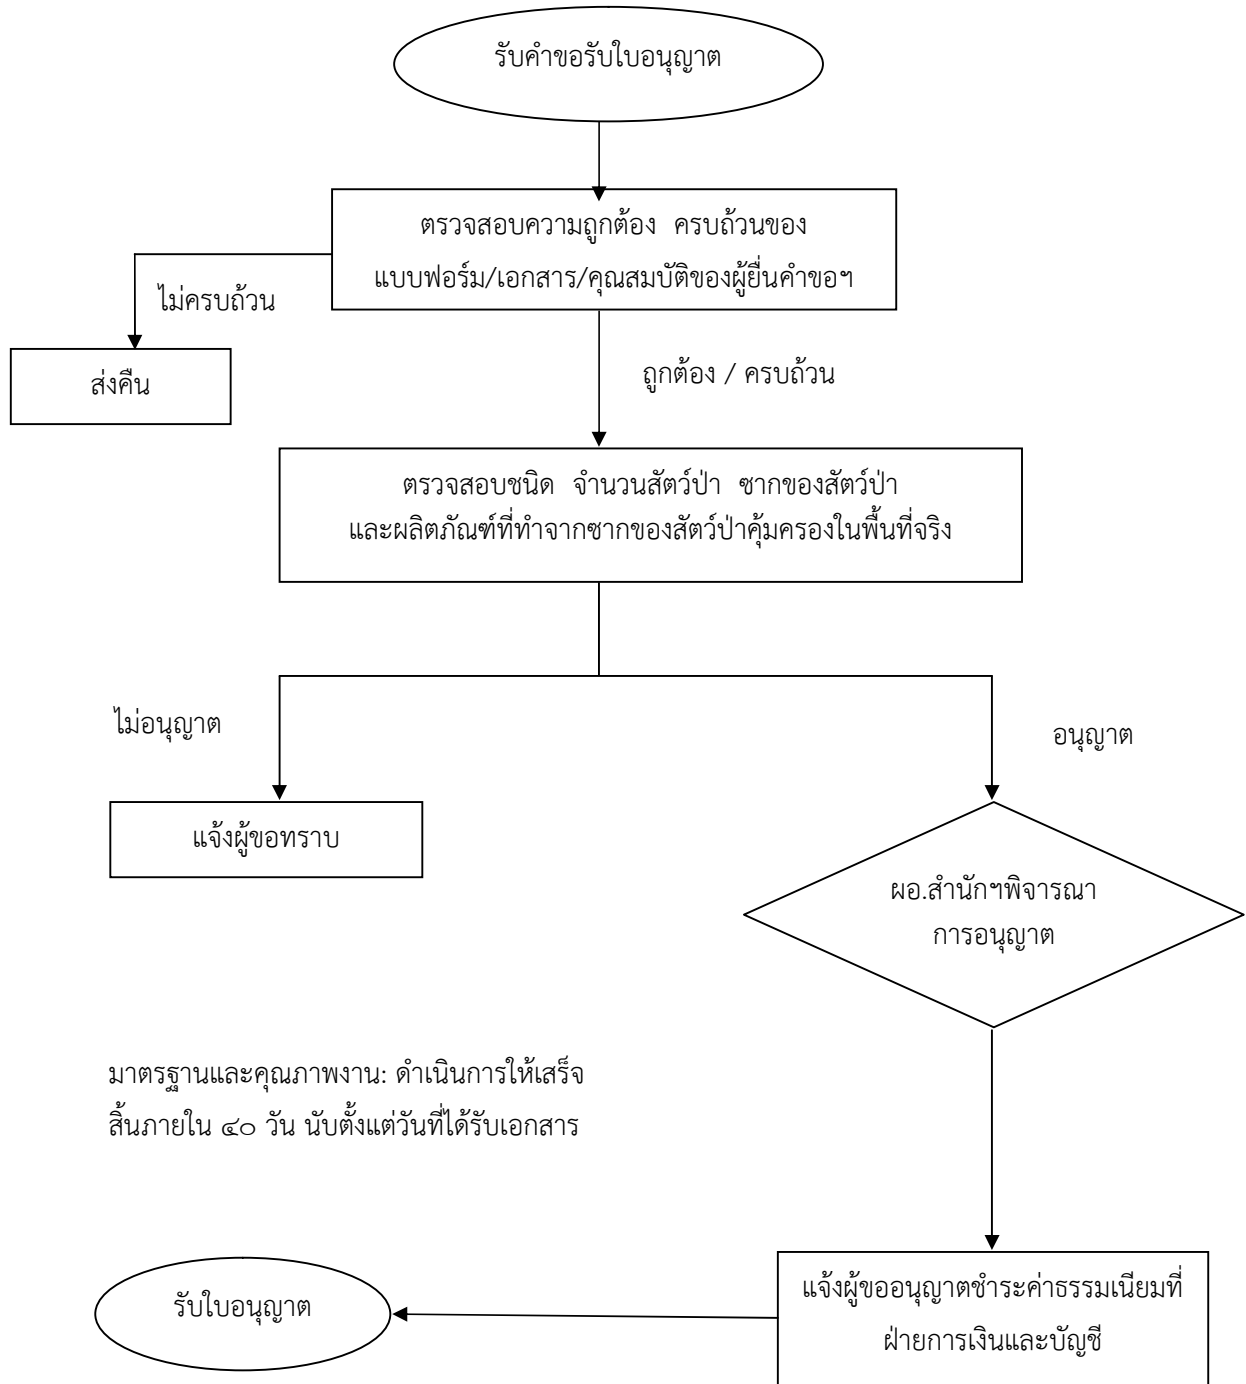 รับคำขอรับใบอนุญาต
ตรวจสอบความถูกต้อง ครบถ้วนของ
แบบฟอร์ม/เอกสาร/คุณสมบัติของผู้ยื่นคำขอฯ
ไม่ครบถ้วน
ส่งคืน
ถูกต้อง / ครบถ้วน
ตรวจสอบชนิด จำนวนสัตว์ป่า ซากของสัตว์ป่า
และผลิตภัณฑ์ที่ทำจากซากของสัตว์ป่าคุ้มครองในพื้นที่จริง
ไม่อนุญาต
อนุญาต
แจ้งผู้ขอทราบ
ผอ.สำนักฯพิจารณา
การอนุญาต
มาตรฐานและคุณภาพงาน: ดำเนินการให้เสร็จ
สิ้นภายใน ๔๐ วัน นับตั้งแต่วันที่ได้รับเอกสาร
แจ้งผู้ขออนุญาตชำระค่าธรรมเนียมที่
ฝ่ายการเงินและบัญชี
รับใบอนุญาต